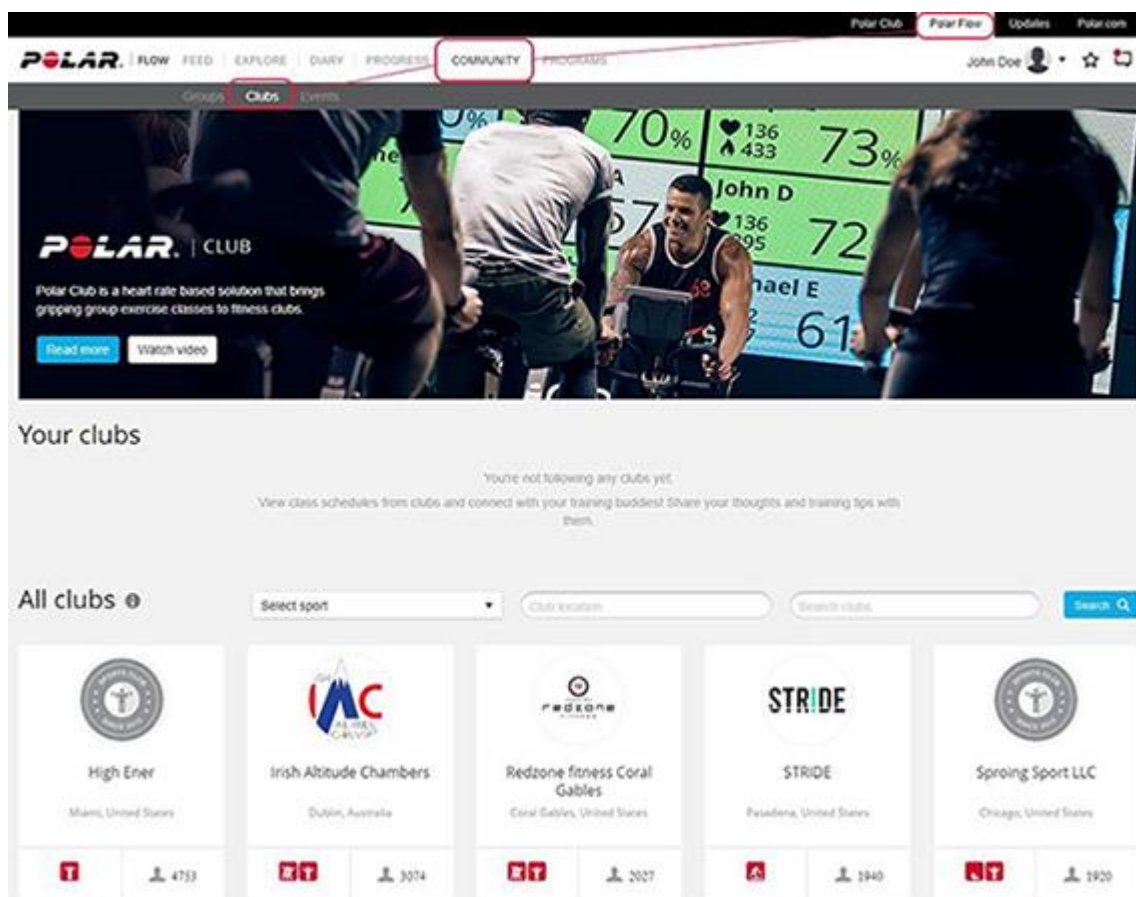 Polar Club Polar Flow Updates Polar.com
POLAR. FLOW FEED EXPLORE DIARY PROGRESS COMMUNITY PROGRAMS John Doe
Groups Clubs Events
70% 136 433 73%
John D
136 72
nael E
61
POLAR. | CLUB
Polar Club is a heart rate based solution that brings
gripping group exercise classes to fitness clubs.
Read more Watch video
Your clubs
You're not following any clubs yet.
View class schedules from clubs and connect with your training buddies! Share your thoughts and training tips with
them.
All clubs Select sport Club location Search clubs Search
IAC redzone STRIDE
High Ener Irish Altitude Chambers Redzone fitness Coral Gables STRIDE Sproing Sport LLC
Miami, United States Dublin, Australia Coral Gables, United States Pasadena, United States Chicago, United States
4753 3074 2027 1940 1920